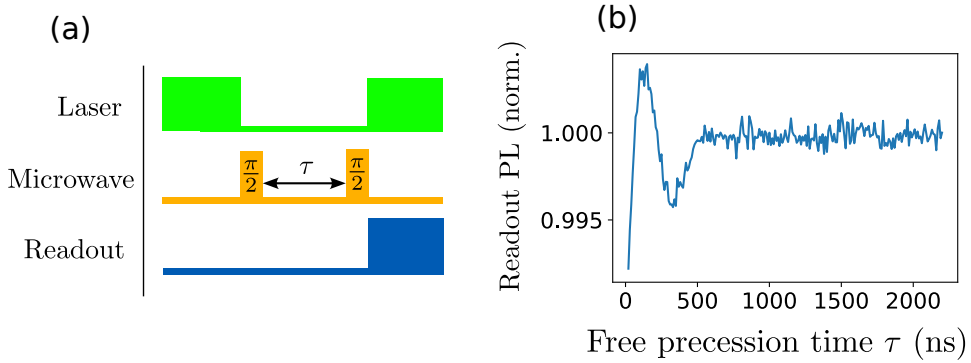 (a)
Laser
Microwave
π/2
τ
π/2
Readout
(b)
Readout PL (norm.)
1.000
0.995
0
500
1000
1500
2000
Free precession time τ (ns)